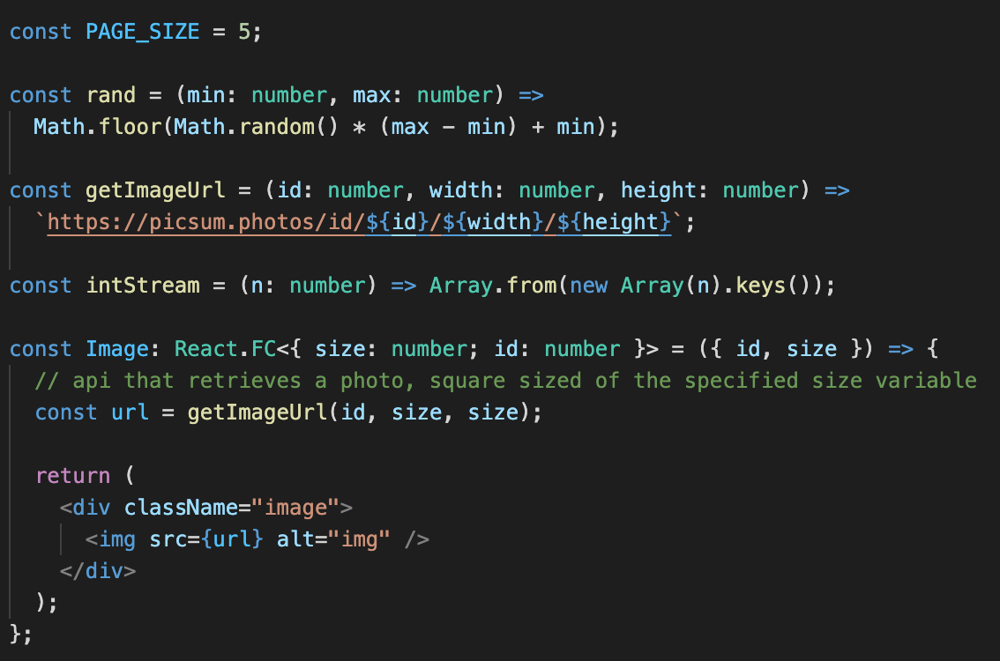 const PAGE_SIZE = 5;
const rand = (min: number, max: number) =>
  Math.floor(Math.random() * (max - min) + min);
const getImageUrl = (id: number, width: number, height: number) =>
  `https://picsum.photos/id/${id}/${width}/${height}`;
const intStream = (n: number) => Array.from(new Array(n).keys());
const Image: React.FC<{ size: number; id: number }> = ({ id, size }) => {
  // api that retrieves a photo, square sized of the specified size variable
  const url = getImageUrl(id, size, size);
  return (
    <div className="image">
      <img src={url} alt="img" />
    </div>
  );
};